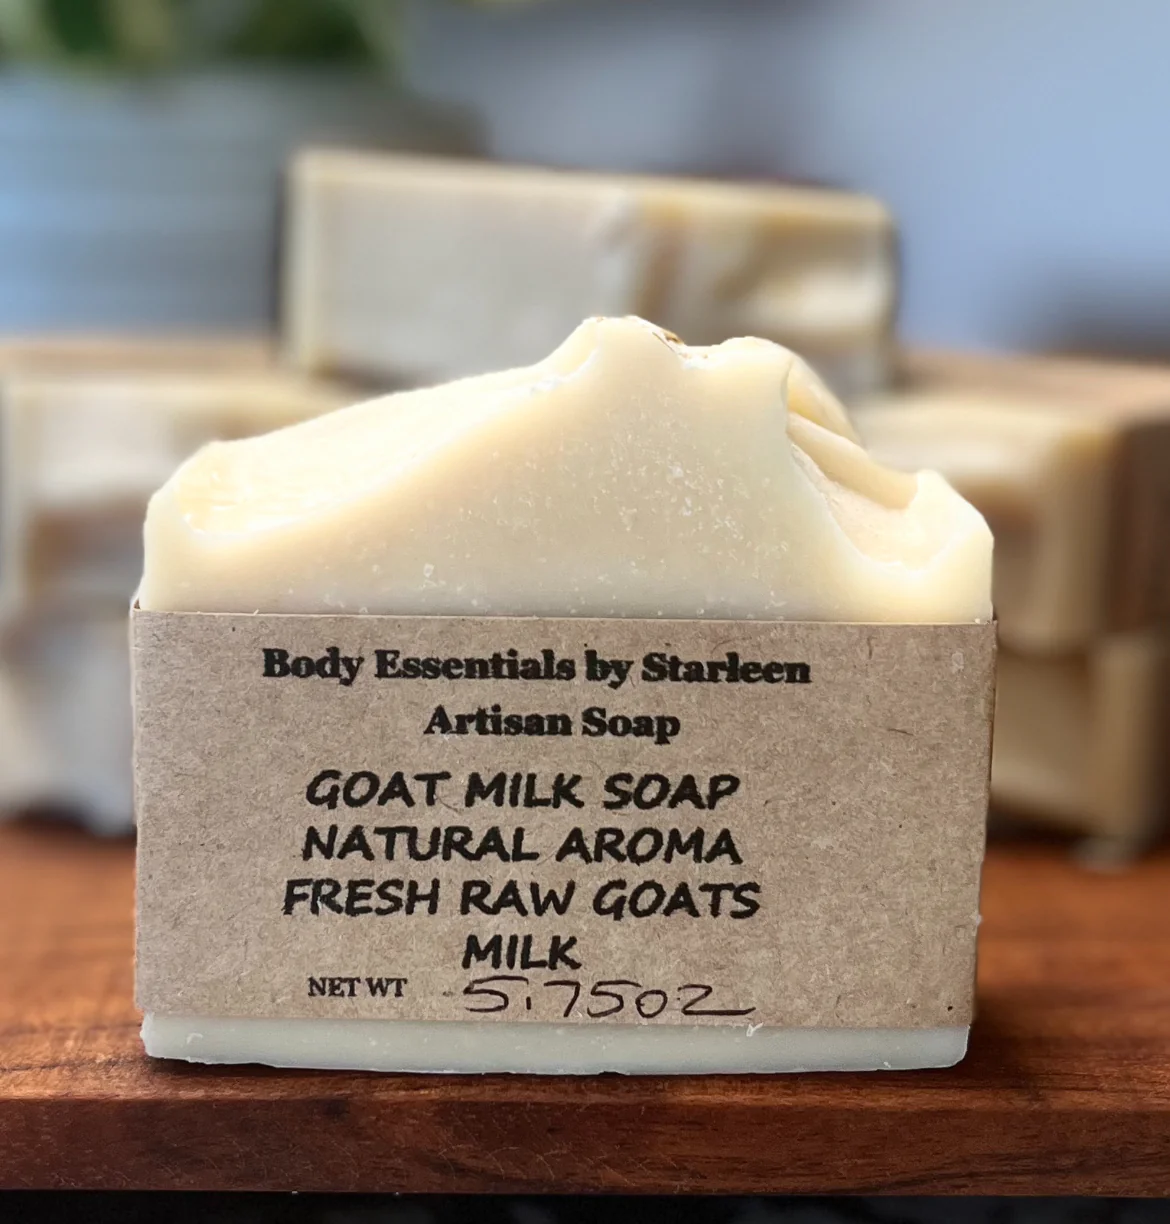 Body Essentials by Starleen
Artisan Soap
GOAT MILK SOAP
NATURAL AROMA
FRESH RAW GOATS
MILK
NET WT 5.75oz